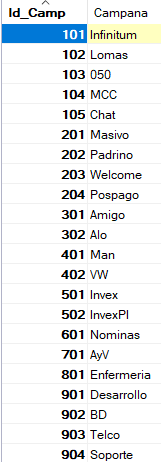 Id_Camp Campana
101 Infinitum
102 Lomas
103 050
104 MCC
105 Chat
201 Masivo
202 Padrino
203 Welcome
204 Pospago
301 Amigo
302 Alo
401 Man
402 VW
501 Invex
502 InvexPI
601 Nominas
701 AyV
801 Enfermeria
901 Desarrollo
902 BD
903 Telco
904 Soporte